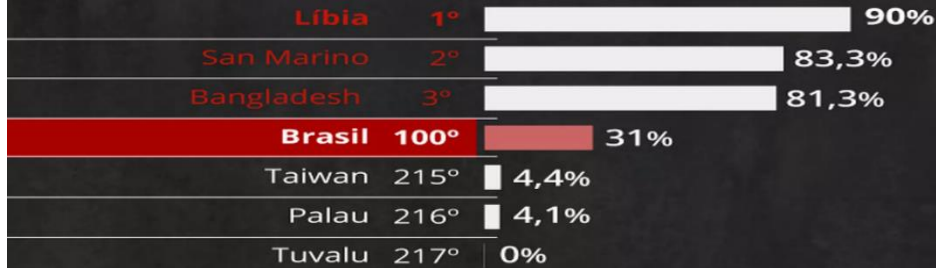 Líbia 1º 90%
San Marino 2º 83,3%
Bangladesh 3º 81,3%
Brasil 100º 31%
Taiwan 215º 4,4%
Palau 216º 4,1%
Tuvalu 217º 0%